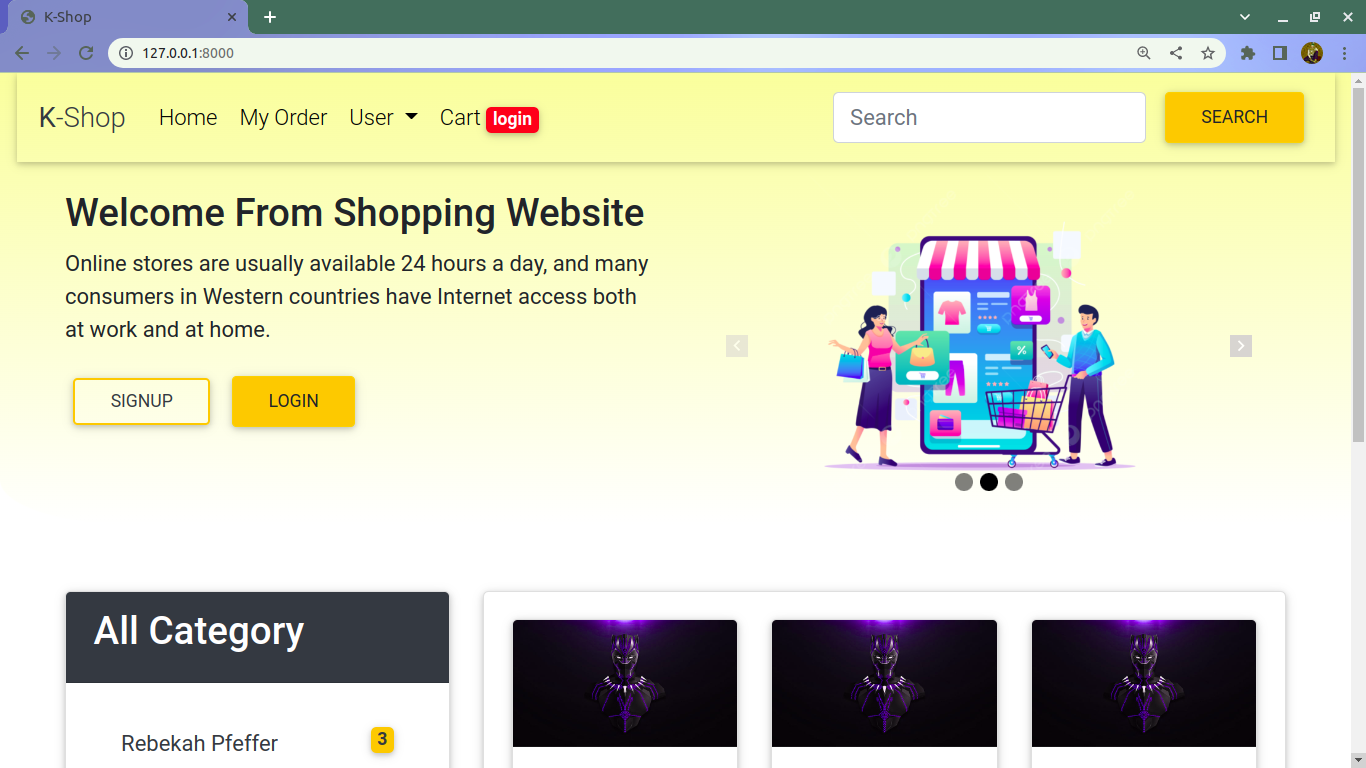 K-Shop
127.0.0.1:8000
K-Shop Home My Order User Cart login Search SEARCH
Welcome From Shopping Website
Online stores are usually available 24 hours a day, and many
consumers in Western countries have Internet access both
at work and at home.
SIGNUP LOGIN
%
All Category
Rebekah Pfeffer 3